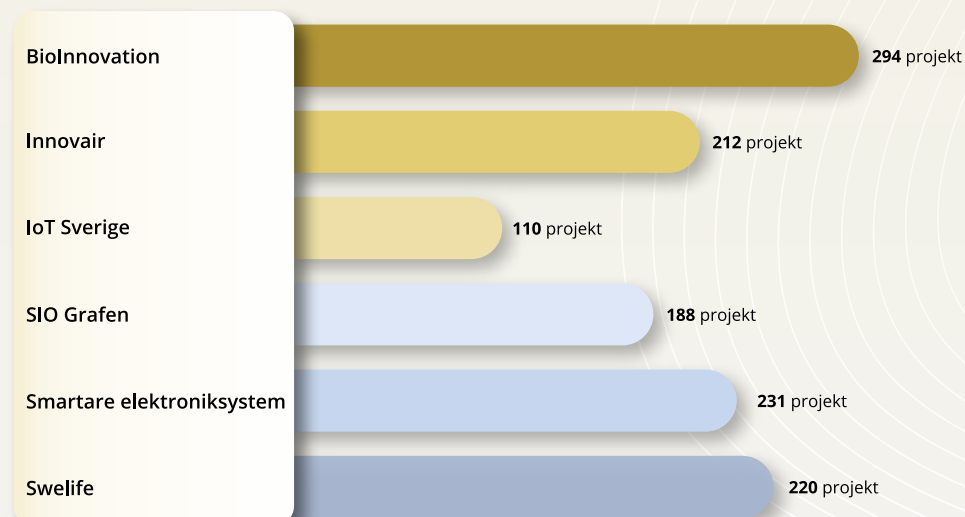 BioInnovation 294 projekt
Innovair 212 projekt
IoT Sverige 110 projekt
SIO Grafen 188 projekt
Smartare elektroniksystem 231 projekt
Swelife 220 projekt